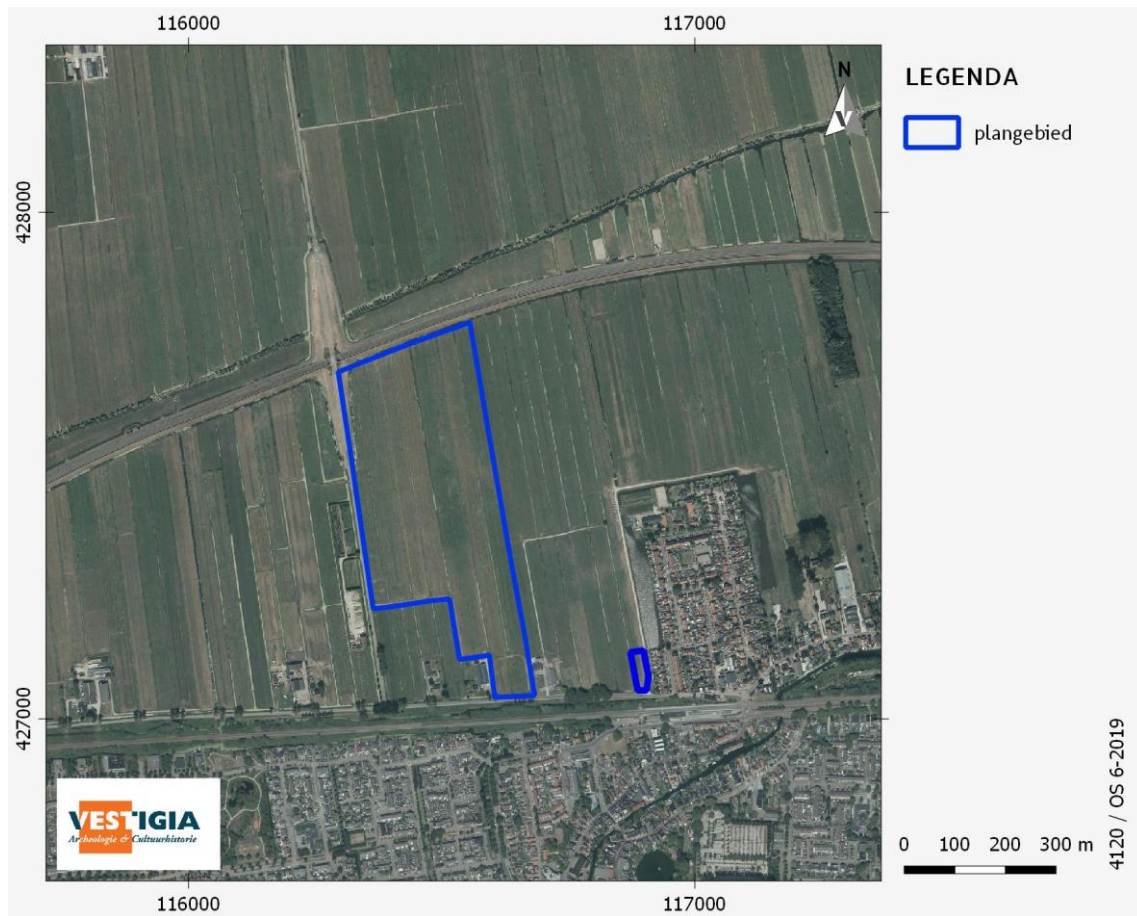 116000
117000
LEGENDA
N
V
plangebied
428000
427000
VESTIGIA
Archeologie & Cultuurhistorie
0 100 200 300 m
4120 / OS 6-2019
116000
117000